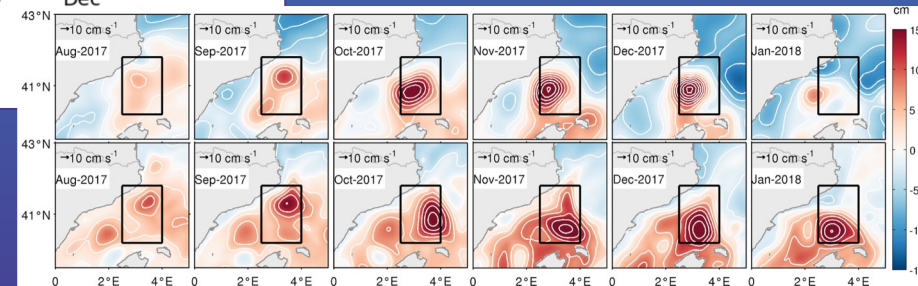 Dec
cm
43°N →10 cm s⁻¹ →10 cm s⁻¹ →10 cm s⁻¹ →10 cm s⁻¹ →10 cm s⁻¹ →10 cm s⁻¹ 15
Aug-2017 Sep-2017 Oct-2017 Nov-2017 Dec-2017 Jan-2018
10
41°N
5
43°N 0
→10 cm s⁻¹ →10 cm s⁻¹ →10 cm s⁻¹ →10 cm s⁻¹ →10 cm s⁻¹ →10 cm s⁻¹
Aug-2017 Sep-2017 Oct-2017 Nov-2017 Dec-2017 Jan-2018
-5
41°N
0 2°E 4°E 0 2°E 4°E 0 2°E 4°E 0 2°E 4°E 0 2°E 4°E 0 2°E 4°E